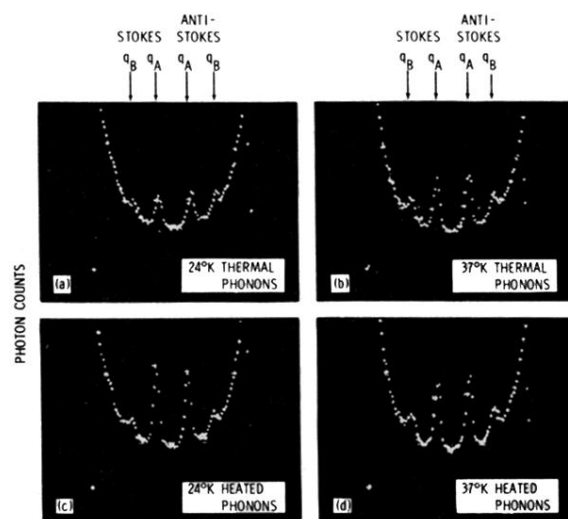 ANTI-
STOKES STOKES
q_B q_A q_A q_B
ANTI-
STOKES STOKES
q_B q_A q_A q_B
PHOTON COUNTS
(a) 24°K THERMAL
PHONONS
(b) 37°K THERMAL
PHONONS
(c) 24°K HEATED
PHONONS
(d) 37°K HEATED
PHONONS